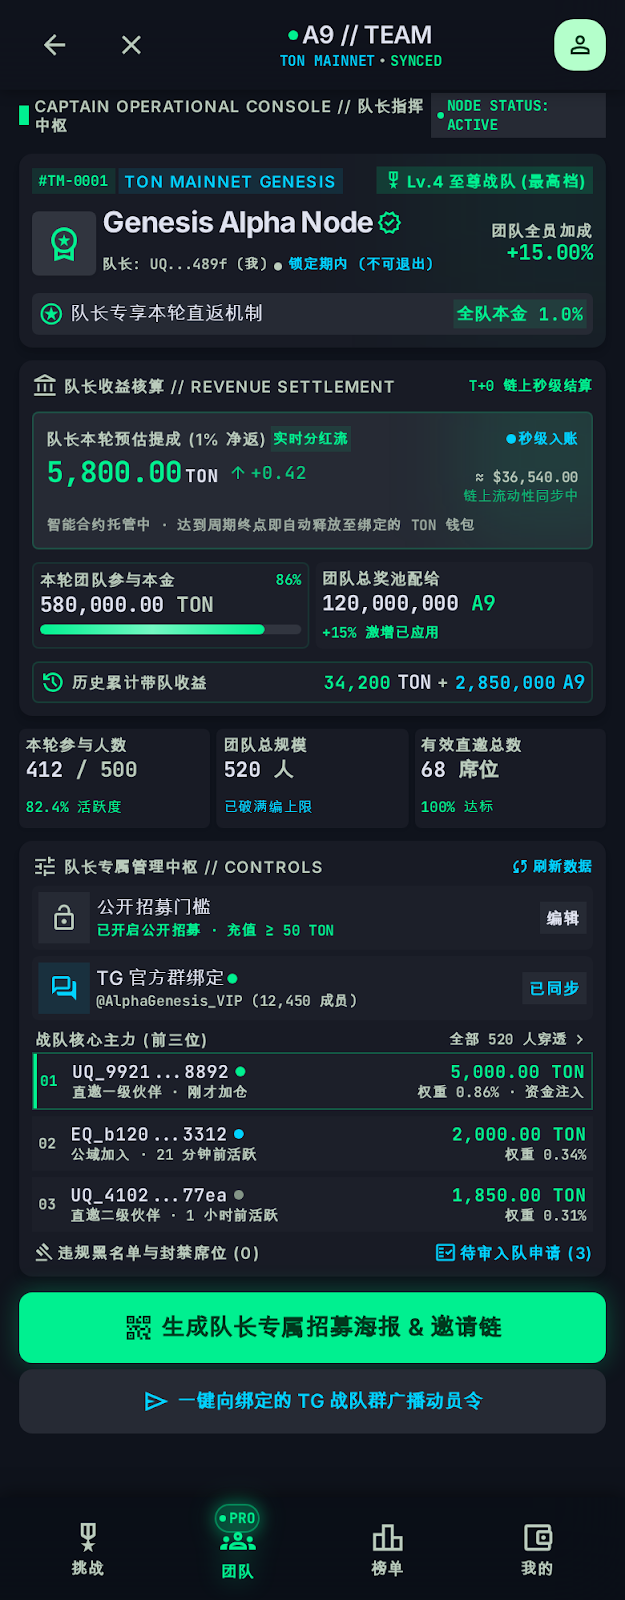 A9 // TEAM
TON MAINNET • SYNCED
CAPTAIN OPERATIONAL CONSOLE // 队长指挥
中枢
NODE STATUS:
ACTIVE
#TM-0001 TON MAINNET GENESIS
Lv.4 至尊战队 (最高档)
Genesis Alpha Node
团队全员加成
+15.00%
队长: UQ...489f (我) ● 锁定期内 (不可退出)
队长专享本轮直返机制
全队本金 1.0%
队长收益核算 // REVENUE SETTLEMENT
T+0 链上秒级结算
队长本轮预估提成 (1% 净返) 实时分红流
秒级入账
5,800.00 TON ↑ +0.42
≈ $36,540.00
链上流动性同步中
智能合约托管中 · 达到周期终点即自动释放至绑定的 TON 钱包
本轮团队参与本金 86%
580,000.00 TON
团队总奖池配给
120,000,000 A9
+15% 激增已应用
历史累计带队收益
34,200 TON + 2,850,000 A9
本轮参与人数
412 / 500
82.4% 活跃度
团队总规模
520 人
已破满编上限
有效直邀总数
68 席位
100% 达标
队长专属管理中枢 // CONTROLS
刷新数据
公开招募门槛
已开启公开招募 · 充值 ≥ 50 TON
编辑
TG 官方群绑定
@AlphaGenesis_VIP (12,450 成员)
已同步
战队核心主力 (前三位)
全部 520 人穿透 >
01
UQ_9921...8892
直邀一级伙伴 · 刚才加仓
5,000.00 TON
权重 0.86% · 资金注入
02
EQ_b120...3312
公域加入 · 21 分钟前活跃
2,000.00 TON
权重 0.34%
03
UQ_4102...77ea
直邀二级伙伴 · 1 小时前活跃
1,850.00 TON
权重 0.31%
违规黑名单与封禁席位 (0)
待审入队申请 (3)
生成队长专属招募海报 & 邀请链
一键向绑定的 TG 战队群广播动员令
PRO
挑战
团队
榜单
我的